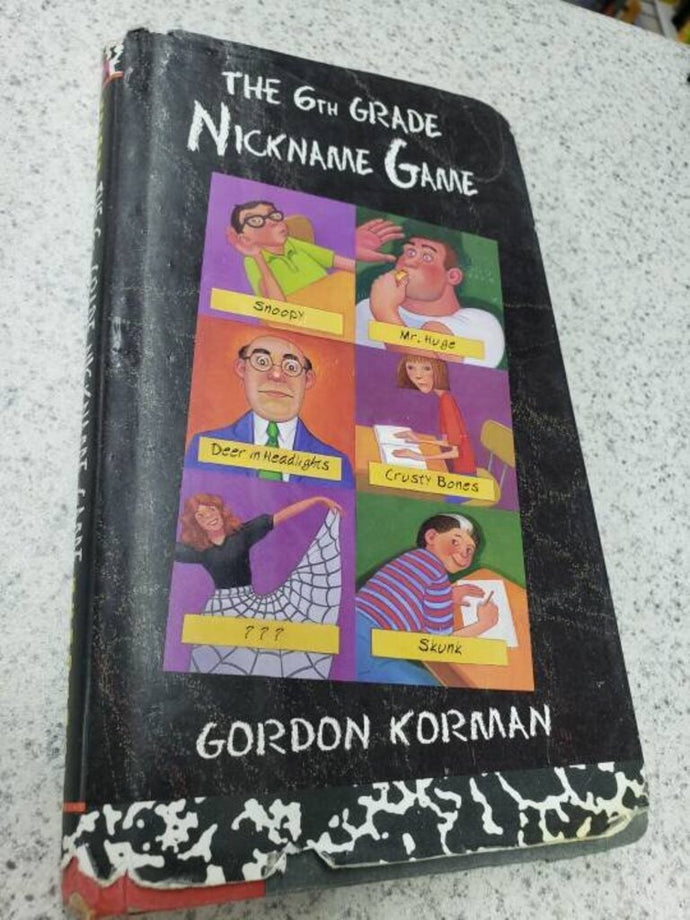 THE 6TH GRADE
NICKNAME GAME
Snoopy
Mr. Huge
Deer in Headlights
Crusty Bones
???
Skunk
GORDON KORMAN